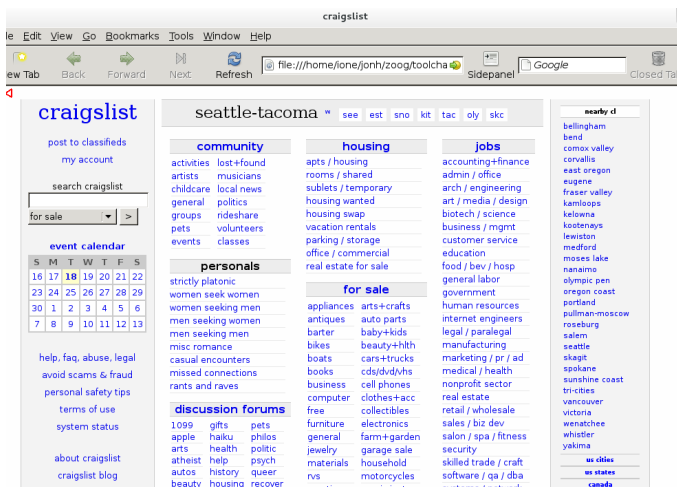 craigslist
le Edit View Go Bookmarks Tools Window Help
ew Tab Back Forward Next Refresh file:///home/ione/jonh/zoog/toolcha Sidepanel Google Closed Ta
craigslist
post to classifieds
my account
search craigslist
for sale >
event calendar
S M T W T F S
16 17 18 19 20 21 22
23 24 25 26 27 28 29
30 1 2 3 4 5 6
7 8 9 10 11 12 13
help, faq, abuse, legal
avoid scams & fraud
personal safety tips
terms of use
system status
about craigslist
craigslist blog
seattle-tacoma w see est sno kit tac oly skc
community
activities lost+found
artists musicians
childcare local news
general politics
groups rideshare
pets volunteers
events classes
personals
strictly platonic
women seek women
women seeking men
men seeking women
men seeking men
misc romance
casual encounters
missed connections
rants and raves
discussion forums
1099 gifts pets
apple haiku philos
arts health politic
atheist help psych
autos history queer
beauty housing recover
housing
apts / housing
rooms / shared
sublets / temporary
housing wanted
housing swap
vacation rentals
parking / storage
office / commercial
real estate for sale
for sale
appliances arts+crafts
antiques auto parts
barter baby+kids
bikes beauty+hlth
boats cars+trucks
books cds/dvd/vhs
business cell phones
computer clothes+acc
free collectibles
furniture electronics
general farm+garden
jewelry garage sale
materials household
rvs motorcycles
jobs
accounting+finance
admin / office
arch / engineering
art / media / design
biotech / science
business / mgmt
customer service
education
food / bev / hosp
general labor
government
human resources
internet engineers
legal / paralegal
manufacturing
marketing / pr / ad
medical / health
nonprofit sector
real estate
retail / wholesale
sales / biz dev
salon / spa / fitness
security
skilled trade / craft
software / qa / dba
nearby cl
bellingham
bend
comox valley
corvallis
east oregon
eugene
fraser valley
kamloops
kelowna
kootenays
lewiston
medford
moses lake
nanaimo
olympic pen
oregon coast
portland
pullman-moscow
roseburg
salem
seattle
skagit
spokane
sunshine coast
tri-cities
vancouver
victoria
wenatchee
whistler
yakima
us cities
us states
canada